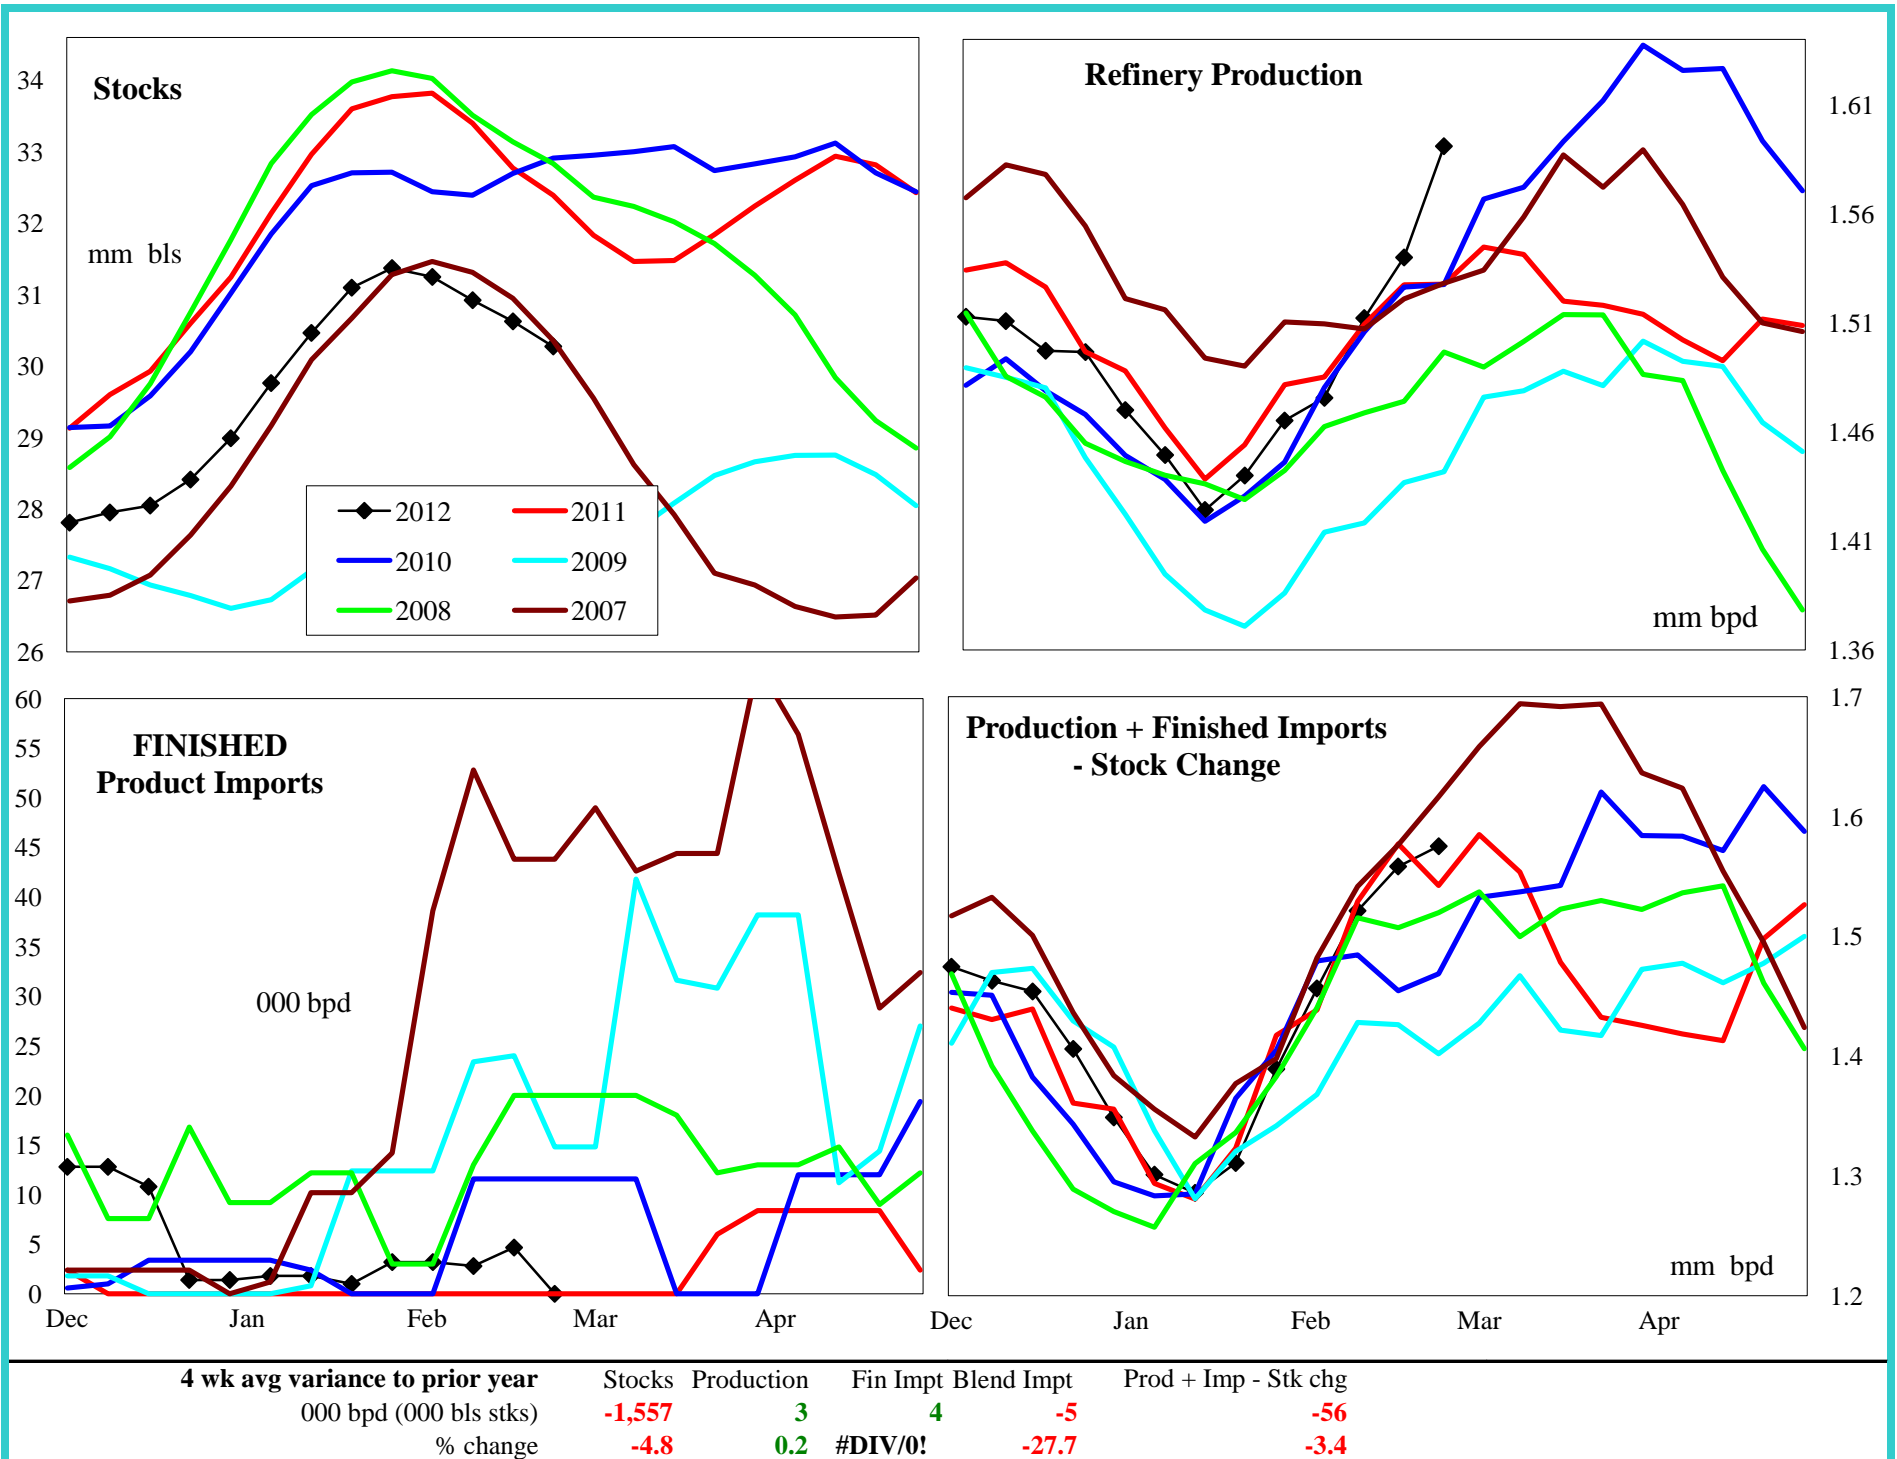 Stocks
34
33
32
31
30
29
28
27
26
mm bls
2012
2011
2010
2009
2008
2007
Refinery Production
1.61
1.56
1.51
1.46
1.41
1.36
mm bpd
FINISHED
Product Imports
60
55
50
45
40
35
30
25
20
15
10
5
0
000 bpd
Dec Jan Feb Mar Apr
Production + Finished Imports
- Stock Change
1.7
1.6
1.5
1.4
1.3
1.2
mm bpd
Dec Jan Feb Mar Apr
4 wk avg variance to prior year Stocks Production Fin Impt Blend Impt Prod + Imp - Stk chg
000 bpd (000 bls stks) -1,557 3 4 -5 -56
% change -4.8 0.2 #DIV/0! -27.7 -3.4